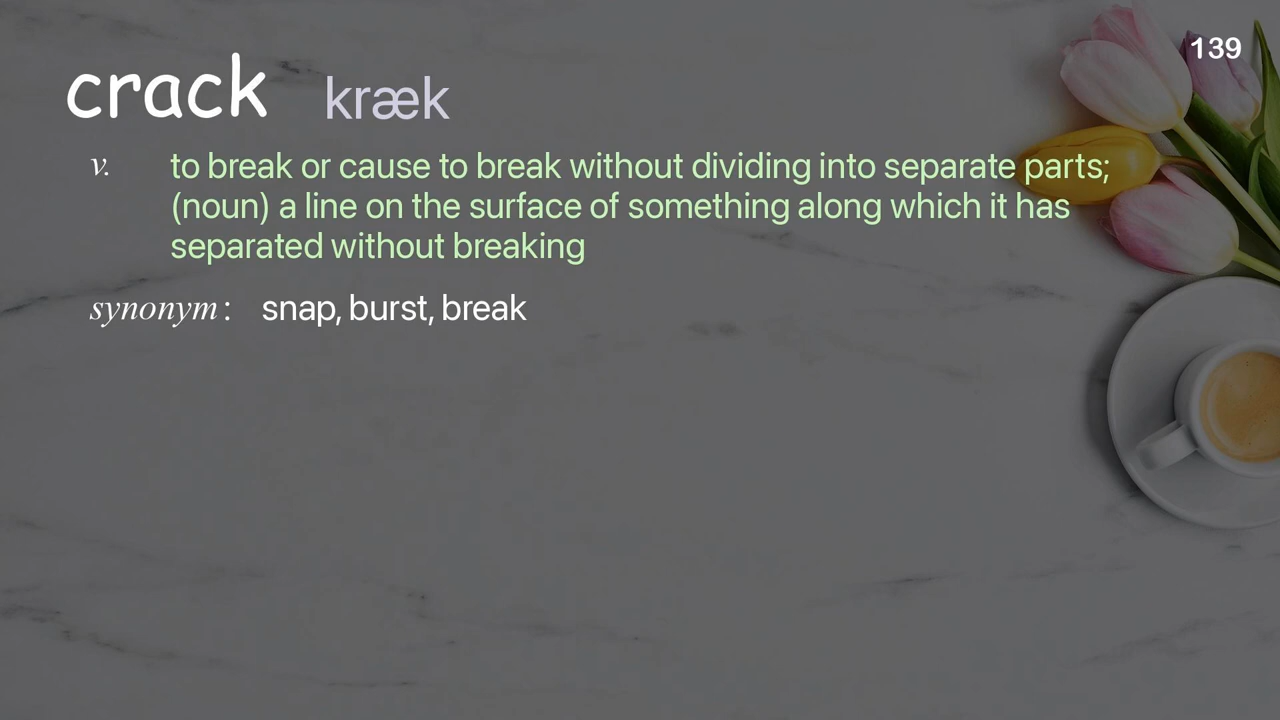 139
crack kræk
v. to break or cause to break without dividing into separate parts;
(noun) a line on the surface of something along which it has
separated without breaking
synonym: snap, burst, break